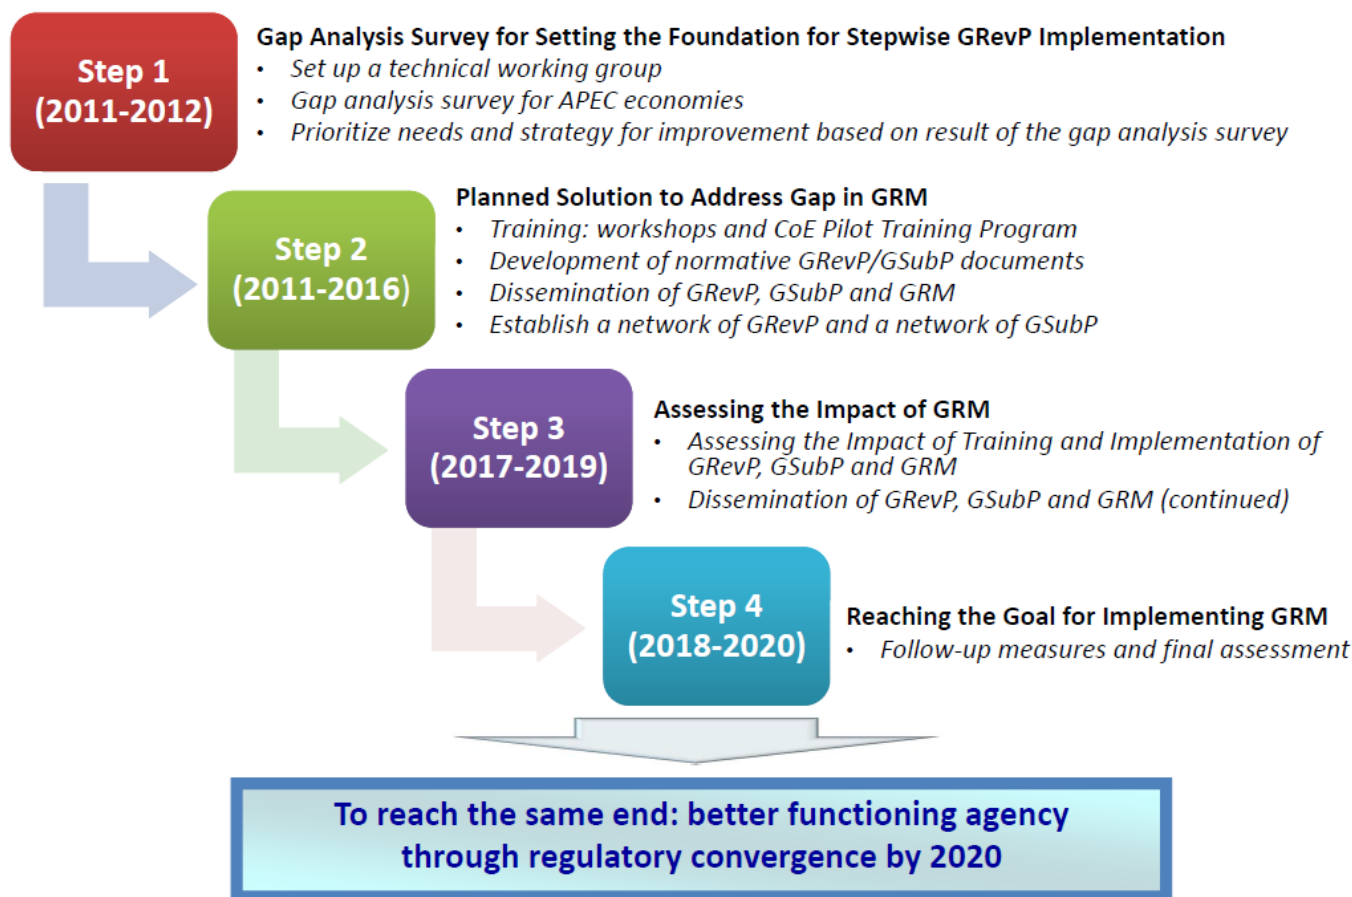 Step 1
(2011-2012)
Gap Analysis Survey for Setting the Foundation for Stepwise GRevP Implementation
• Set up a technical working group
• Gap analysis survey for APEC economies
• Prioritize needs and strategy for improvement based on result of the gap analysis survey
Step 2
(2011-2016)
Planned Solution to Address Gap in GRM
• Training: workshops and CoE Pilot Training Program
• Development of normative GRevP/GSubP documents
• Dissemination of GRevP, GSubP and GRM
• Establish a network of GRevP and a network of GSubP
Step 3
(2017-2019)
Assessing the Impact of GRM
• Assessing the Impact of Training and Implementation of
GRevP, GSubP and GRM
• Dissemination of GRevP, GSubP and GRM (continued)
Step 4
(2018-2020)
Reaching the Goal for Implementing GRM
• Follow-up measures and final assessment
To reach the same end: better functioning agency
through regulatory convergence by 2020